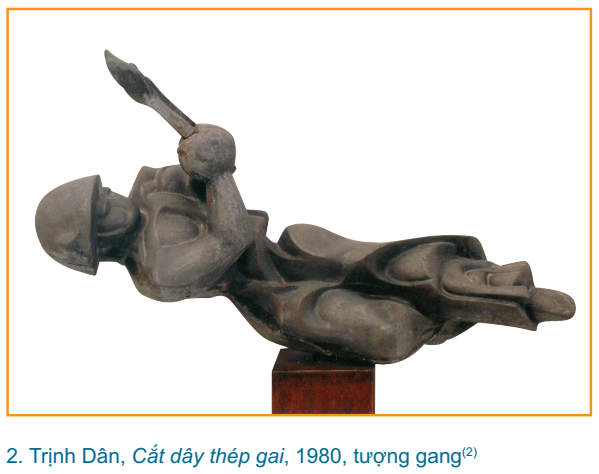 2. Trịnh Dân, Cắt dây thép gai, 1980, tượng gang(2)